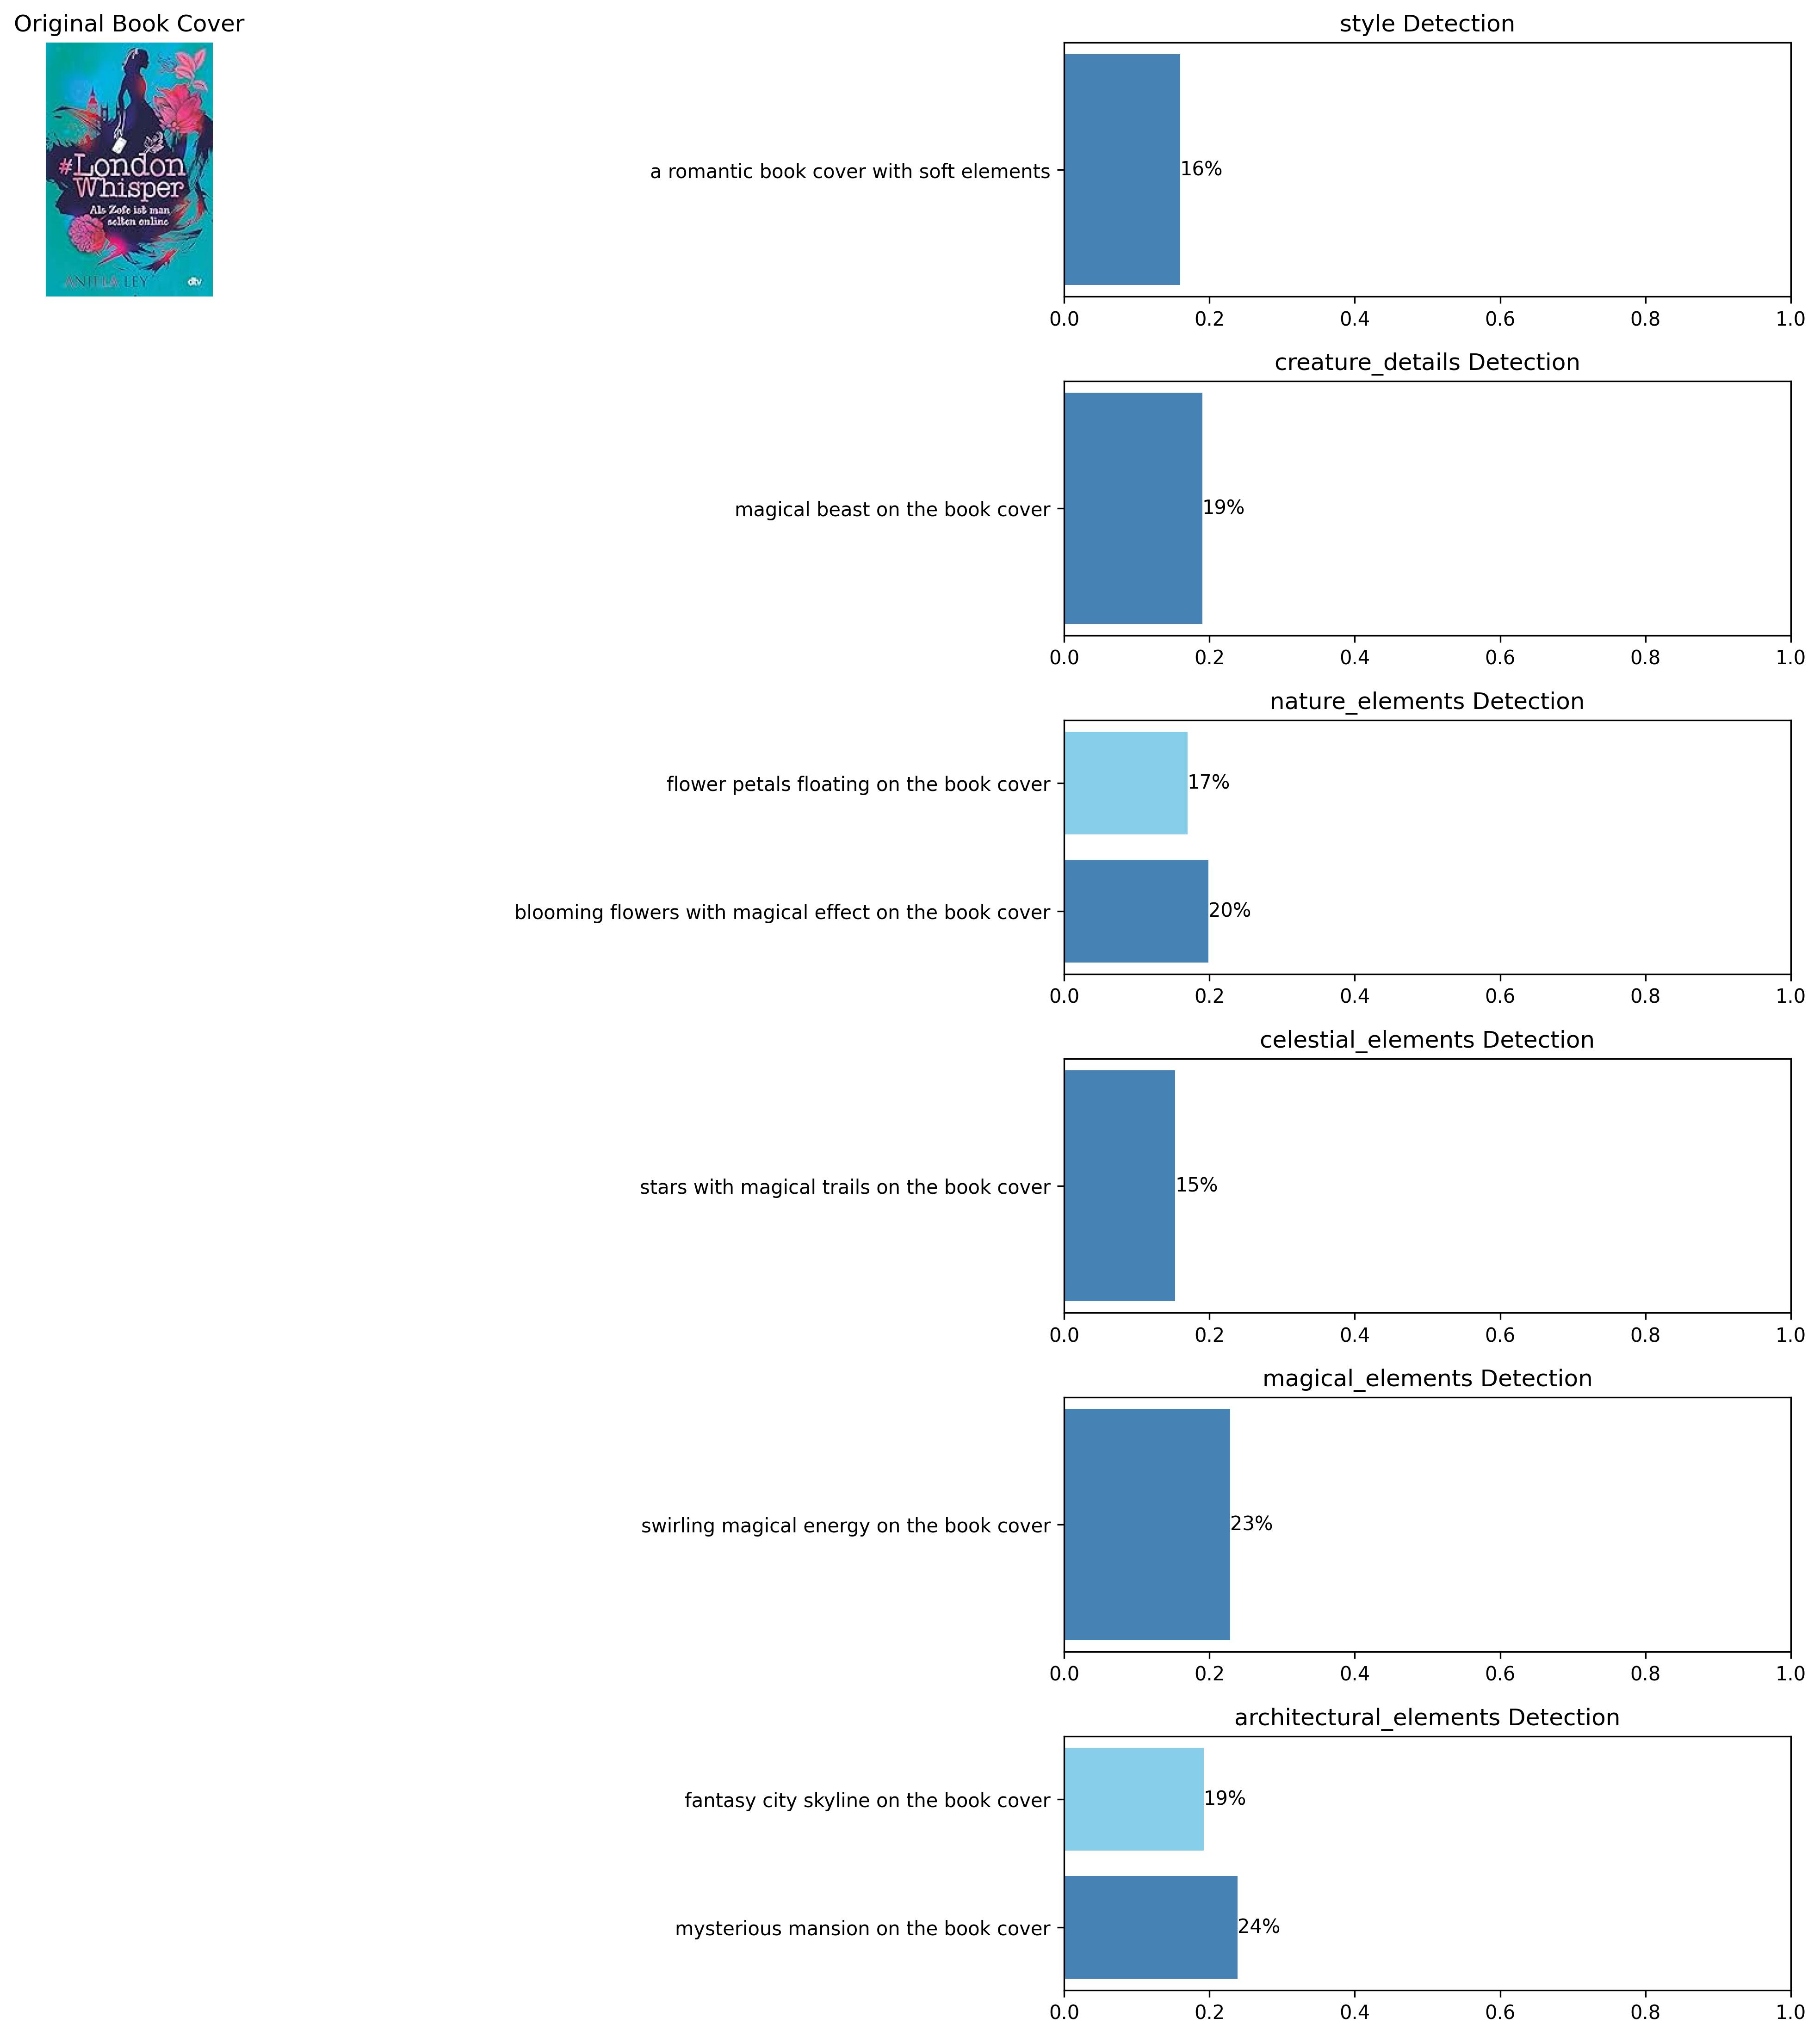 Original Book Cover
#London
Whisper
Als Zofe ist man
selten online
ANIELA LEY
dtv
style Detection
a romantic book cover with soft elements
16%
0.0 0.2 0.4 0.6 0.8 1.0
creature_details Detection
magical beast on the book cover
19%
0.0 0.2 0.4 0.6 0.8 1.0
nature_elements Detection
flower petals floating on the book cover
17%
blooming flowers with magical effect on the book cover
20%
0.0 0.2 0.4 0.6 0.8 1.0
celestial_elements Detection
stars with magical trails on the book cover
15%
0.0 0.2 0.4 0.6 0.8 1.0
magical_elements Detection
swirling magical energy on the book cover
23%
0.0 0.2 0.4 0.6 0.8 1.0
architectural_elements Detection
fantasy city skyline on the book cover
19%
mysterious mansion on the book cover
24%
0.0 0.2 0.4 0.6 0.8 1.0